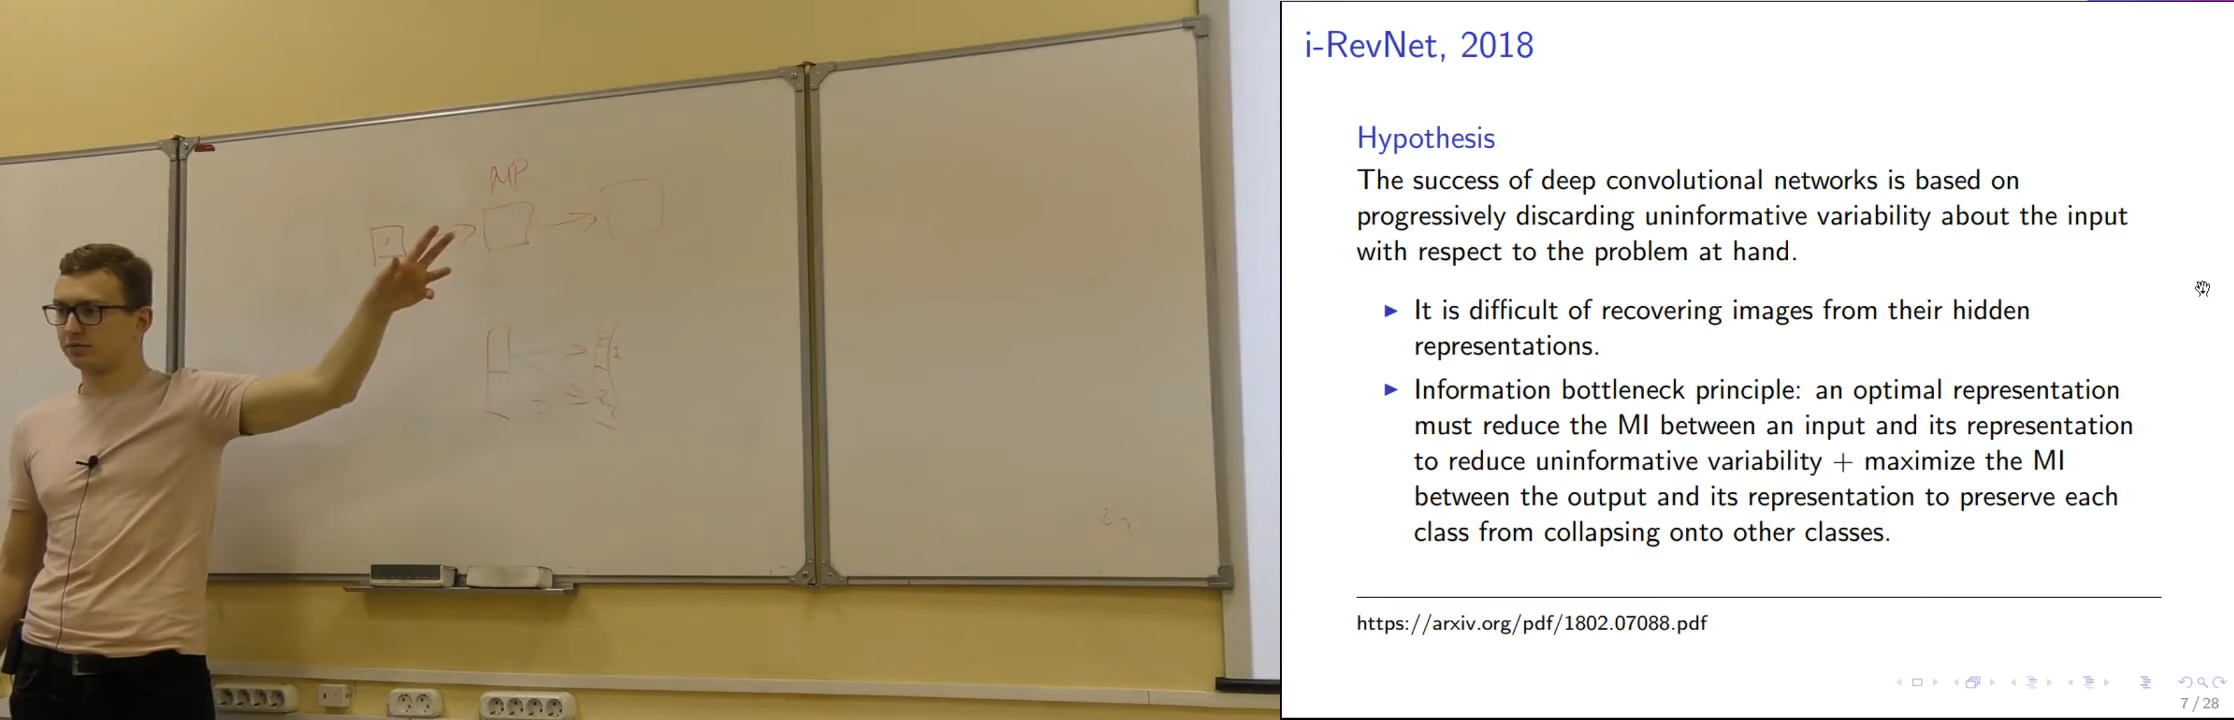 MP
i-RevNet, 2018
Hypothesis
The success of deep convolutional networks is based on
progressively discarding uninformative variability about the input
with respect to the problem at hand.
It is difficult of recovering images from their hidden
representations.
Information bottleneck principle: an optimal representation
must reduce the MI between an input and its representation
to reduce uninformative variability + maximize the MI
between the output and its representation to preserve each
class from collapsing onto other classes.
https://arxiv.org/pdf/1802.07088.pdf
7 / 28